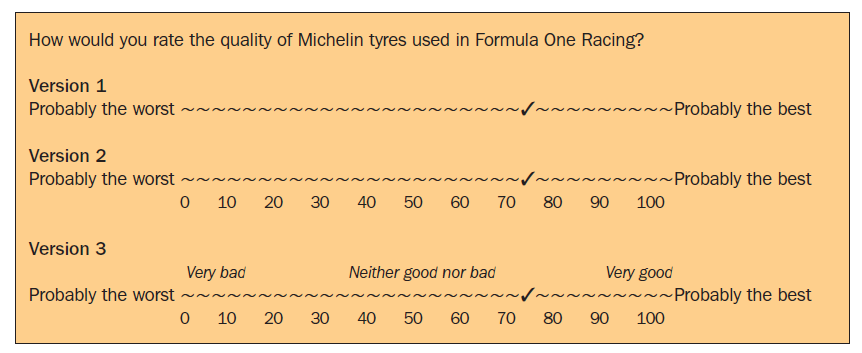 How would you rate the quality of Michelin tyres used in Formula One Racing?
Version 1
Probably the worst ~~~~~~~~~~~~~~~~~~~~~~✓~~~~~~~~~Probably the best
Version 2
Probably the worst ~~~~~~~~~~~~~~~~~~~~~~✓~~~~~~~~~Probably the best
0 10 20 30 40 50 60 70 80 90 100
Version 3
Very bad Neither good nor bad Very good
Probably the worst ~~~~~~~~~~~~~~~~~~~~~~✓~~~~~~~~~Probably the best
0 10 20 30 40 50 60 70 80 90 100